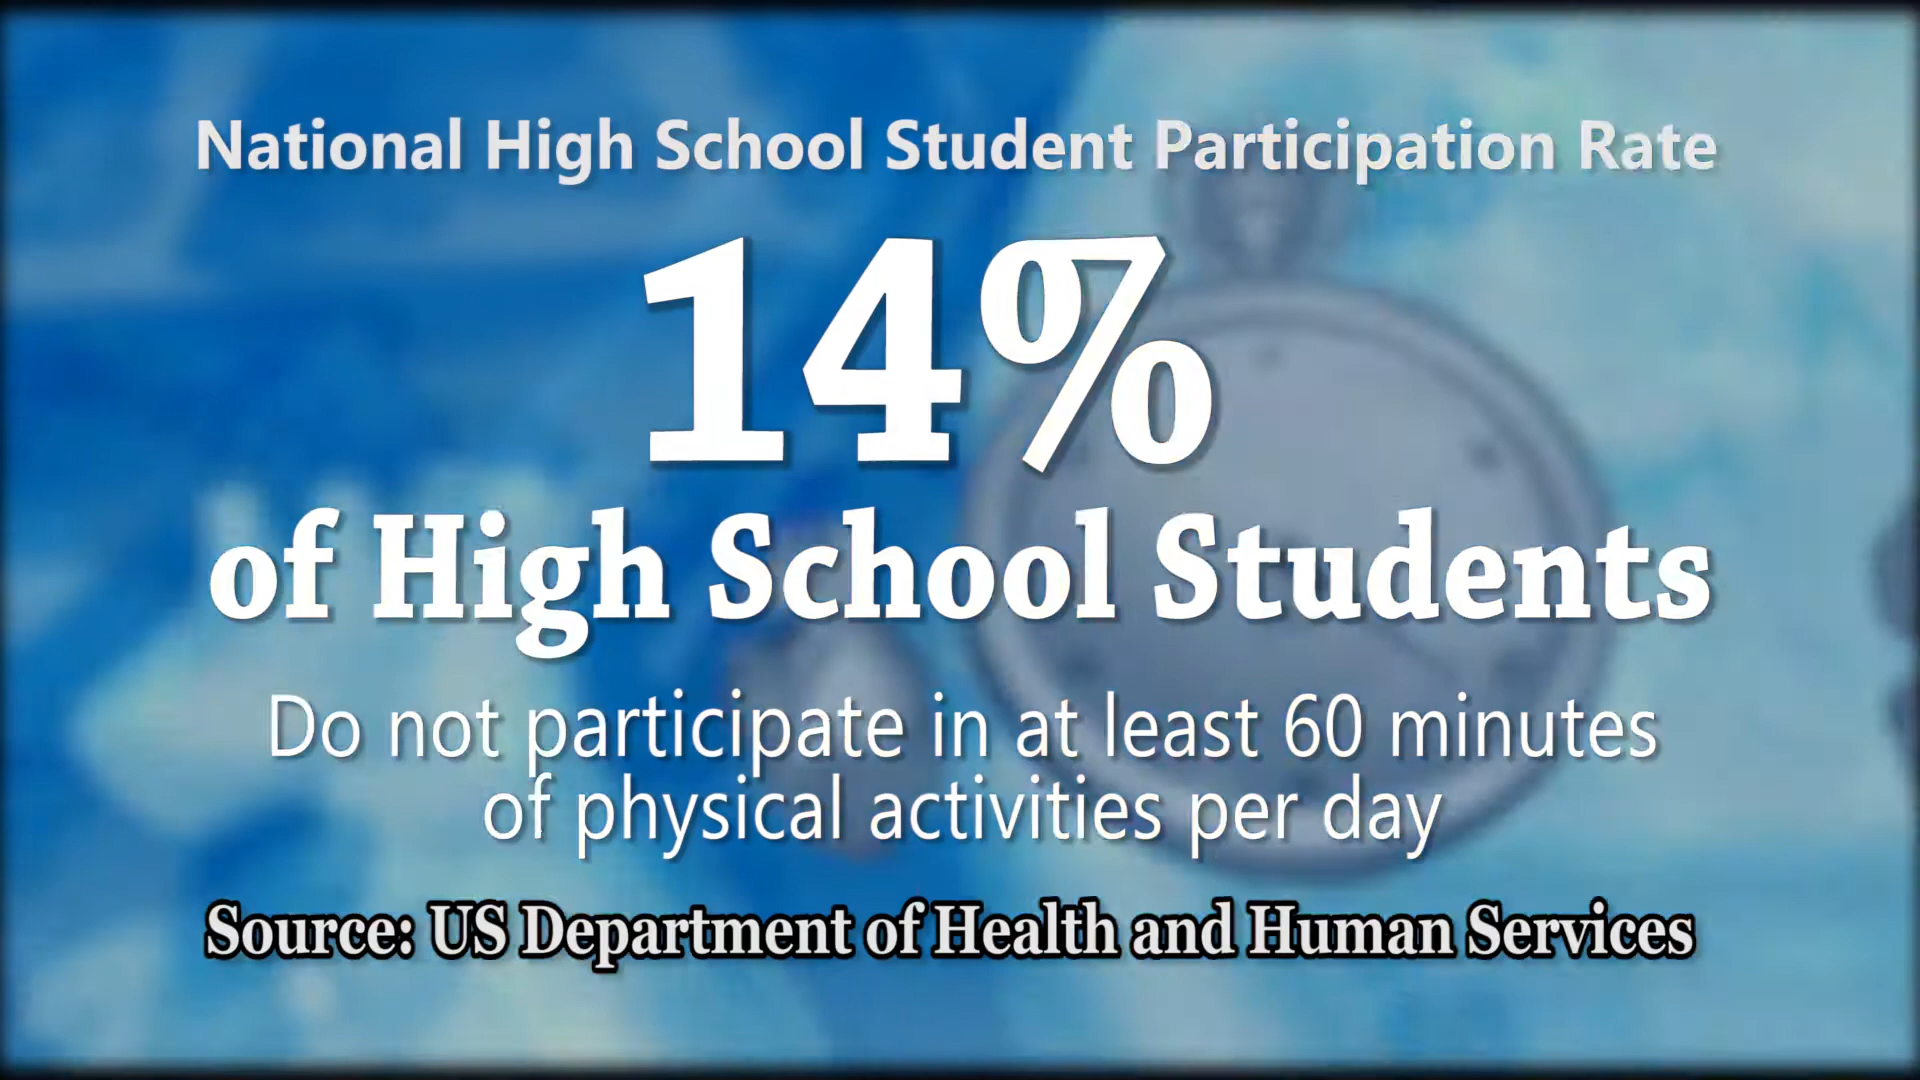 National High School Student Participation Rate
14%
of High School Students
Do not participate in at least 60 minutes
of physical activities per day
Source: US Department of Health and Human Services